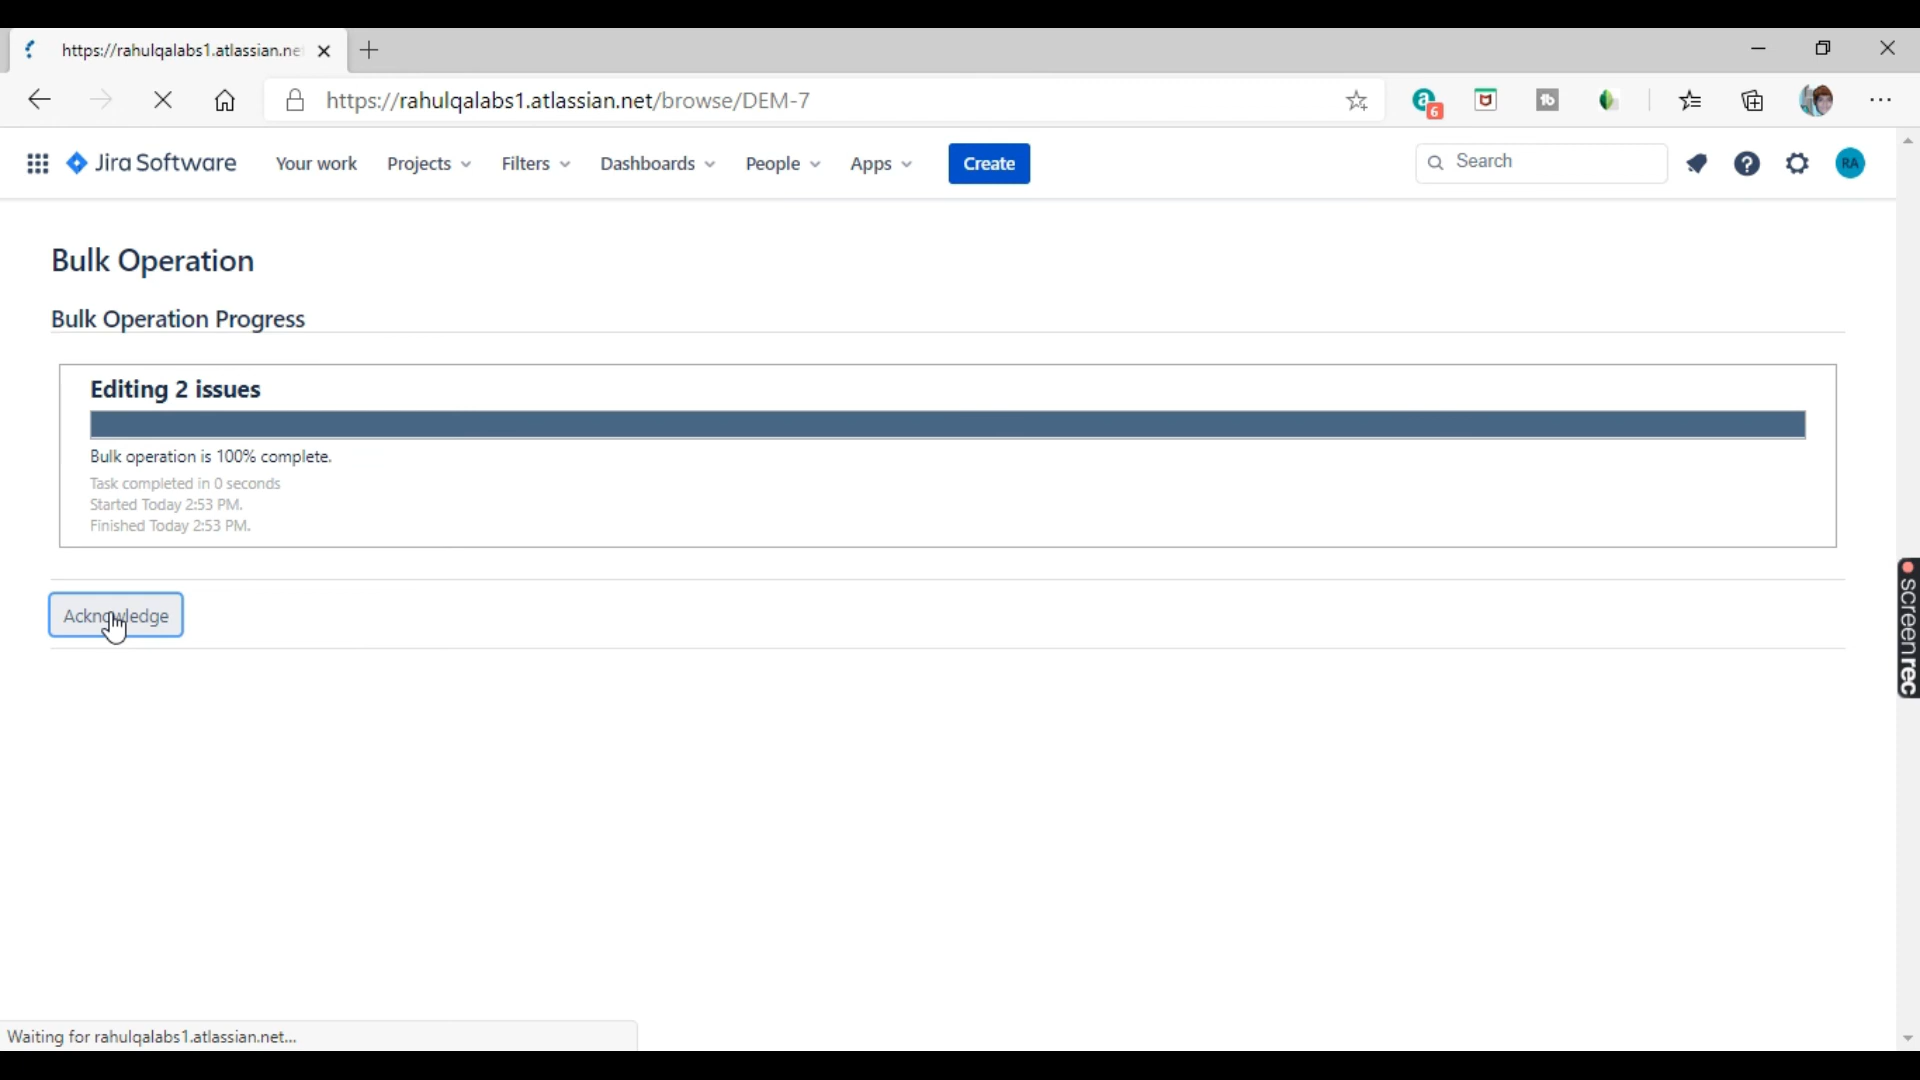 https://rahulqalabs1.atlassian.ne
https://rahulqalabs1.atlassian.net/browse/DEM-7
a 6
tb
Jira Software Your work Projects Filters Dashboards People Apps Create Search ? RA
Bulk Operation
Bulk Operation Progress
Editing 2 issues
Bulk operation is 100% complete.
Task completed in 0 seconds
Started Today 2:53 PM.
Finished Today 2:53 PM.
Acknowledge
screenrec
Waiting for rahulqalabs1.atlassian.net...